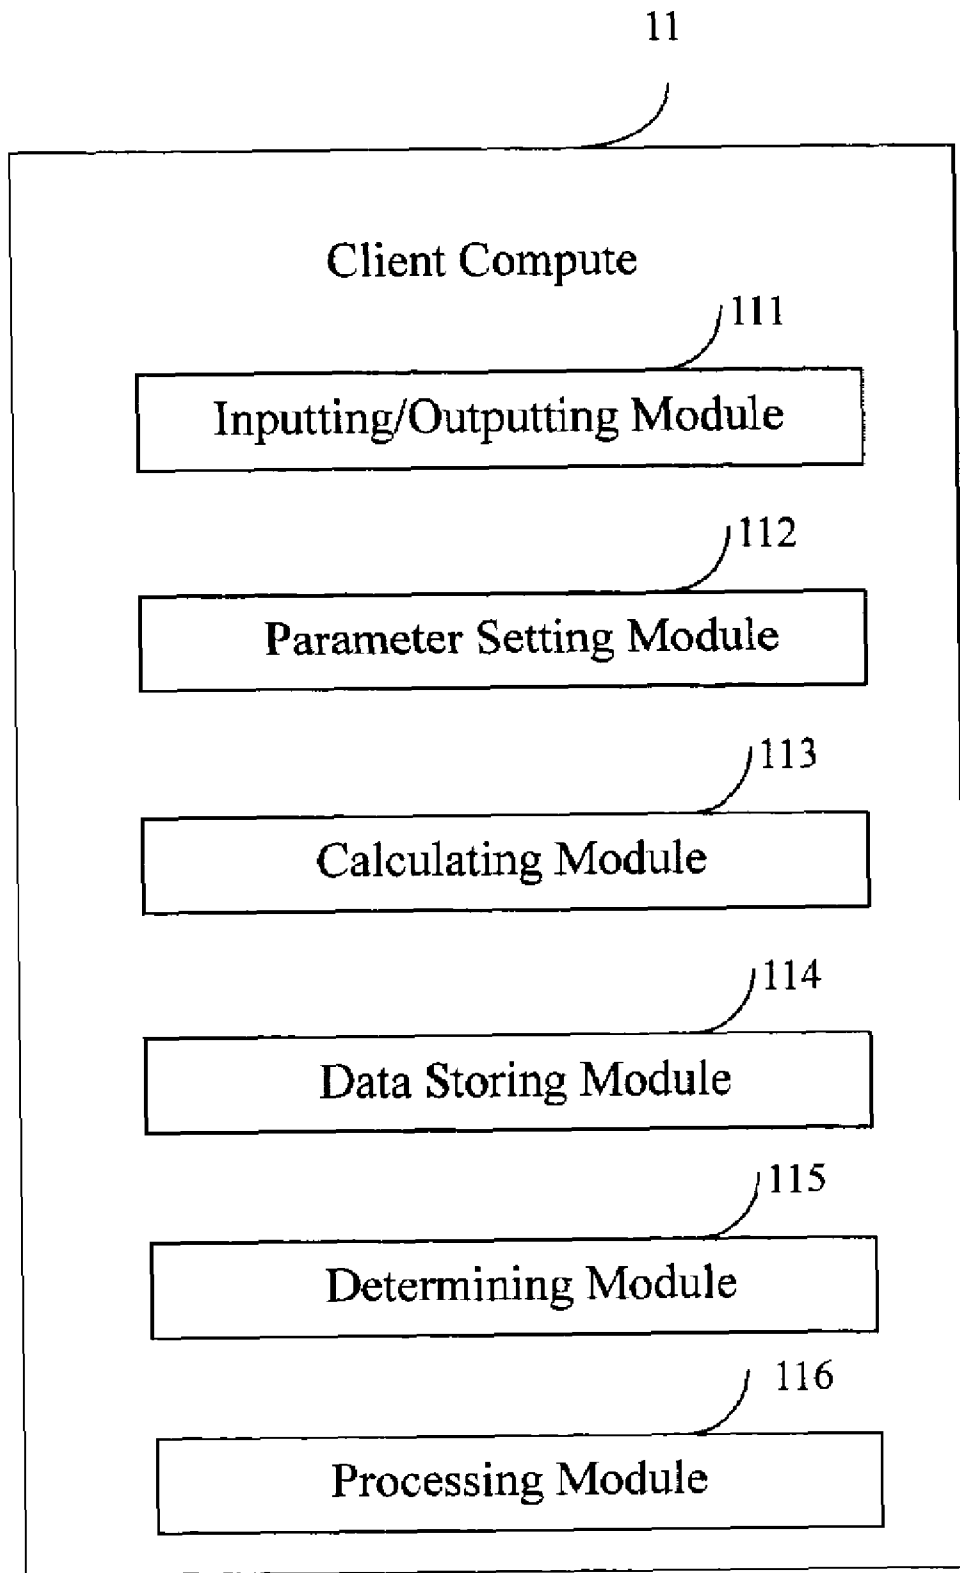 11
Client Compute
111
Inputting/Outputting Module
112
Parameter Setting Module
113
Calculating Module
114
Data Storing Module
115
Determining Module
116
Processing Module